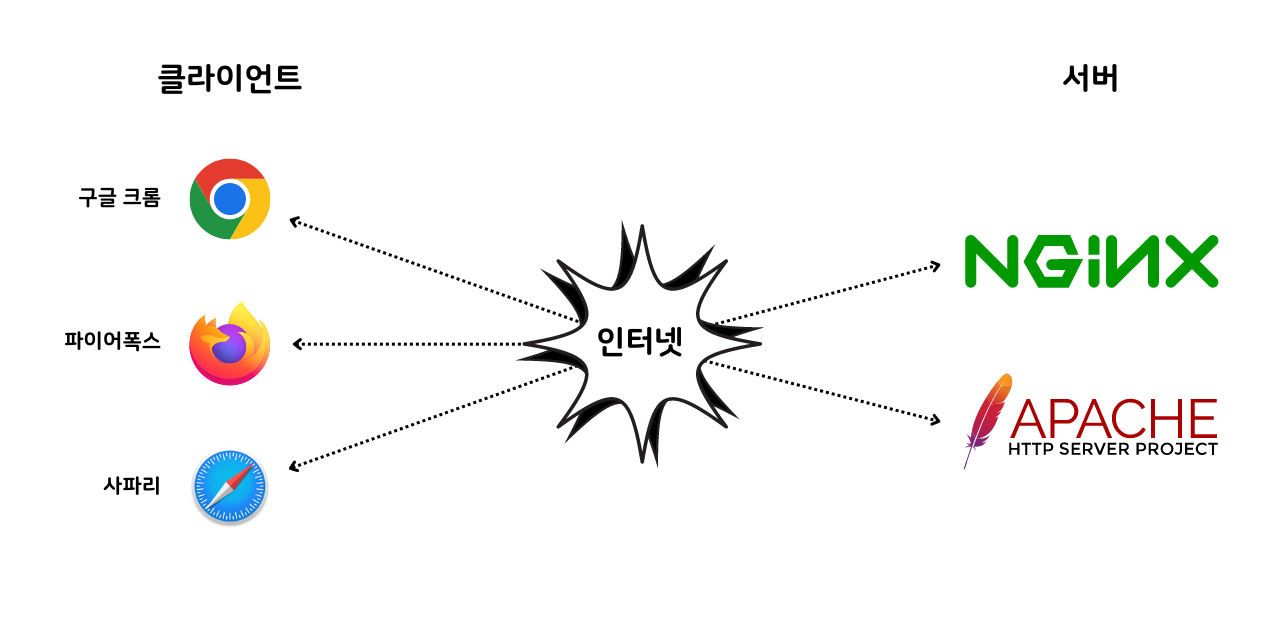 클라이언트
서버
구글 크롬
파이어폭스
사파리
인터넷
NGiNX
APACHE
HTTP SERVER PROJECT